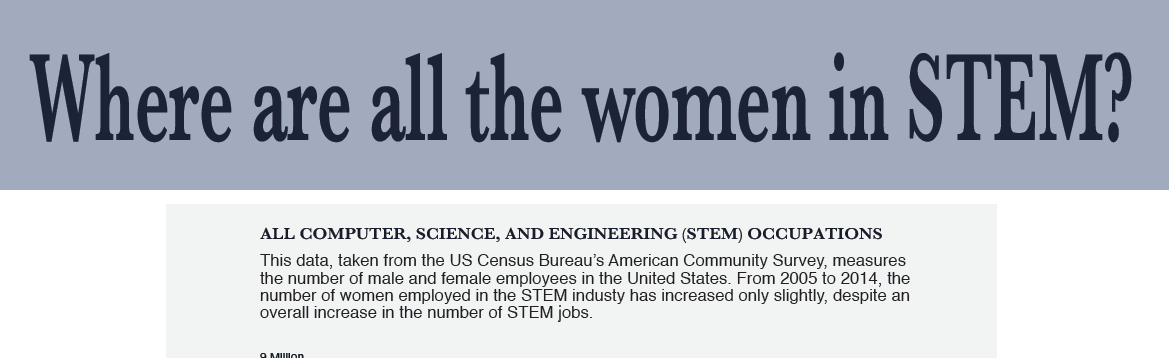 Where are all the women in STEM?
ALL COMPUTER, SCIENCE, AND ENGINEERING (STEM) OCCUPATIONS
This data, taken from the US Census Bureau’s American Community Survey, measures
the number of male and female employees in the United States. From 2005 to 2014, the
number of women employed in the STEM industy has increased only slightly, despite an
overall increase in the number of STEM jobs.
9 Million